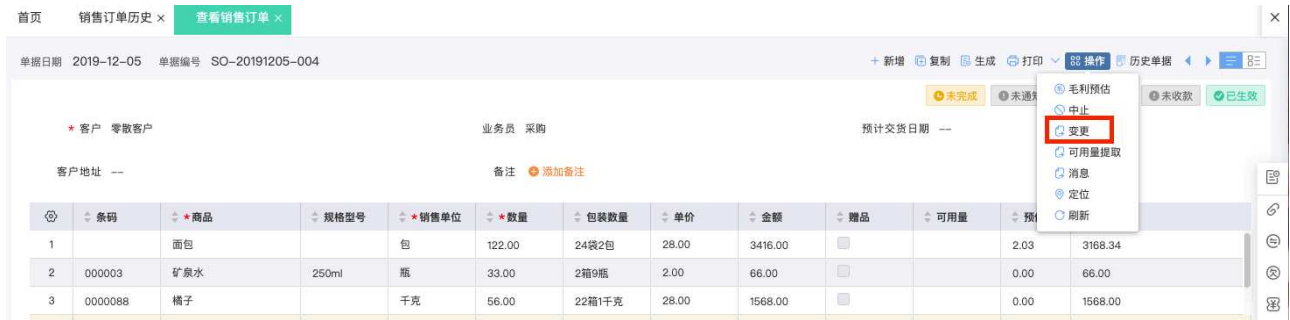 首页 销售订单历史 × 查看销售订单 ×
单据日期 2019-12-05 单据编号 SO-20191205-004 + 新增 复制 生成 打印 操作 历史单据
毛利预估
未完成 未通知 未收款 已生效
中止
* 客户 零散客户 业务员 采购 预计交货日期 -- 变更
可用量提取
客户地址 -- 备注 添加备注 消息
定位
刷新
条码 *商品 规格型号 *销售单位 *数量 包装数量 单价 金额 赠品 可用量
1 面包 包 122.00 24袋2包 28.00 3416.00 2.03 3168.34
2 000003 矿泉水 250ml 瓶 33.00 2箱9瓶 2.00 66.00 0.00 66.00
3 0000088 橘子 千克 56.00 22箱1千克 28.00 1568.00 0.00 1568.00